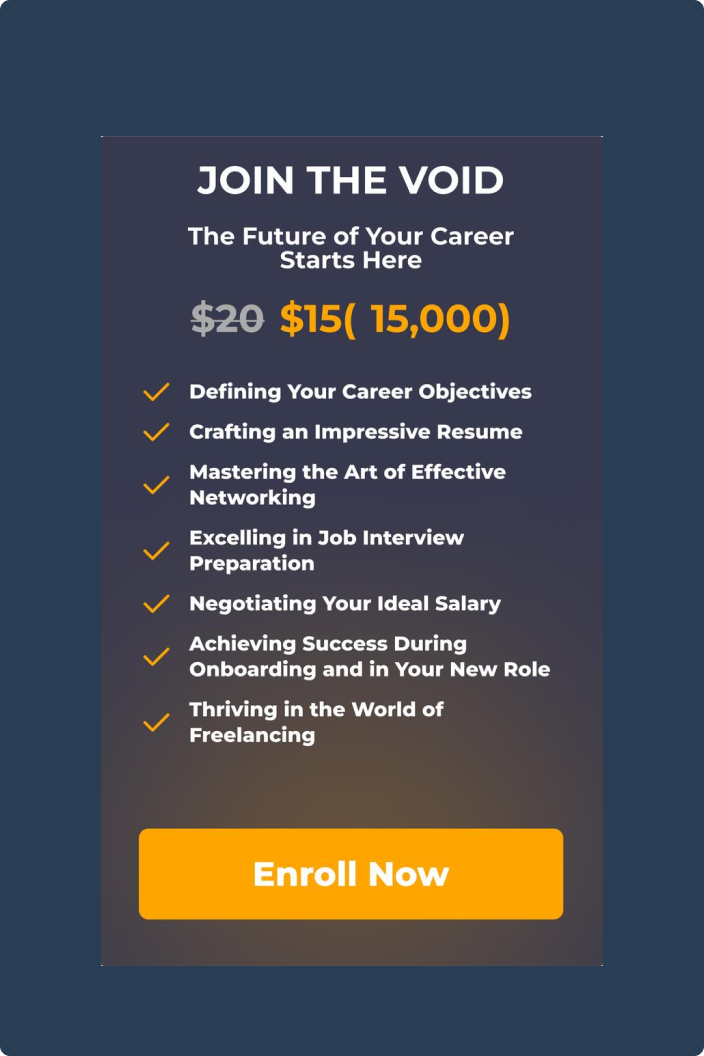 JOIN THE VOID
The Future of Your Career
Starts Here
$20 $15( 15,000)
Defining Your Career Objectives
Crafting an Impressive Resume
Mastering the Art of Effective
Networking
Excelling in Job Interview
Preparation
Negotiating Your Ideal Salary
Achieving Success During
Onboarding and in Your New Role
Thriving in the World of
Freelancing
Enroll Now